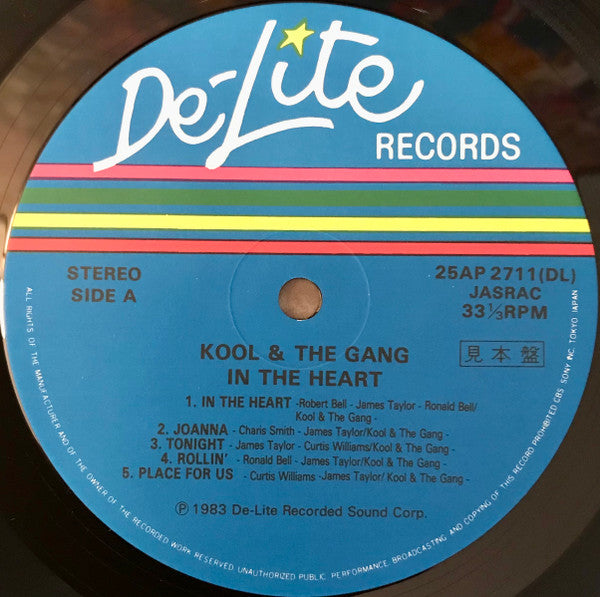 De-Lite
RECORDS
STEREO
SIDE A
25AP 2711(DL)
JASRAC
33⅓RPM
KOOL & THE GANG
IN THE HEART
見本盤
1. IN THE HEART -Robert Bell - James Taylor - Ronald Bell/
Kool & The Gang -
2. JOANNA - Charis Smith - James Taylor/Kool & The Gang -
3. TONIGHT - James Taylor - Curtis Williams/Kool & The Gang -
4. ROLLIN' - Ronald Bell - James Taylor/Kool & The Gang -
5. PLACE FOR US - Curtis Williams -James Taylor/ Kool & The Gang -
Ⓟ 1983 De-Lite Recorded Sound Corp.
ALL RIGHTS OF THE MANUFACTURER AND OF THE OWNER OF THE RECORDED WORK RESERVED. UNAUTHORIZED PUBLIC PERFORMANCE, BROADCASTING AND COPYING OF THIS RECORD PROHIBITED. CBS/SONY INC. TOKYO JAPAN